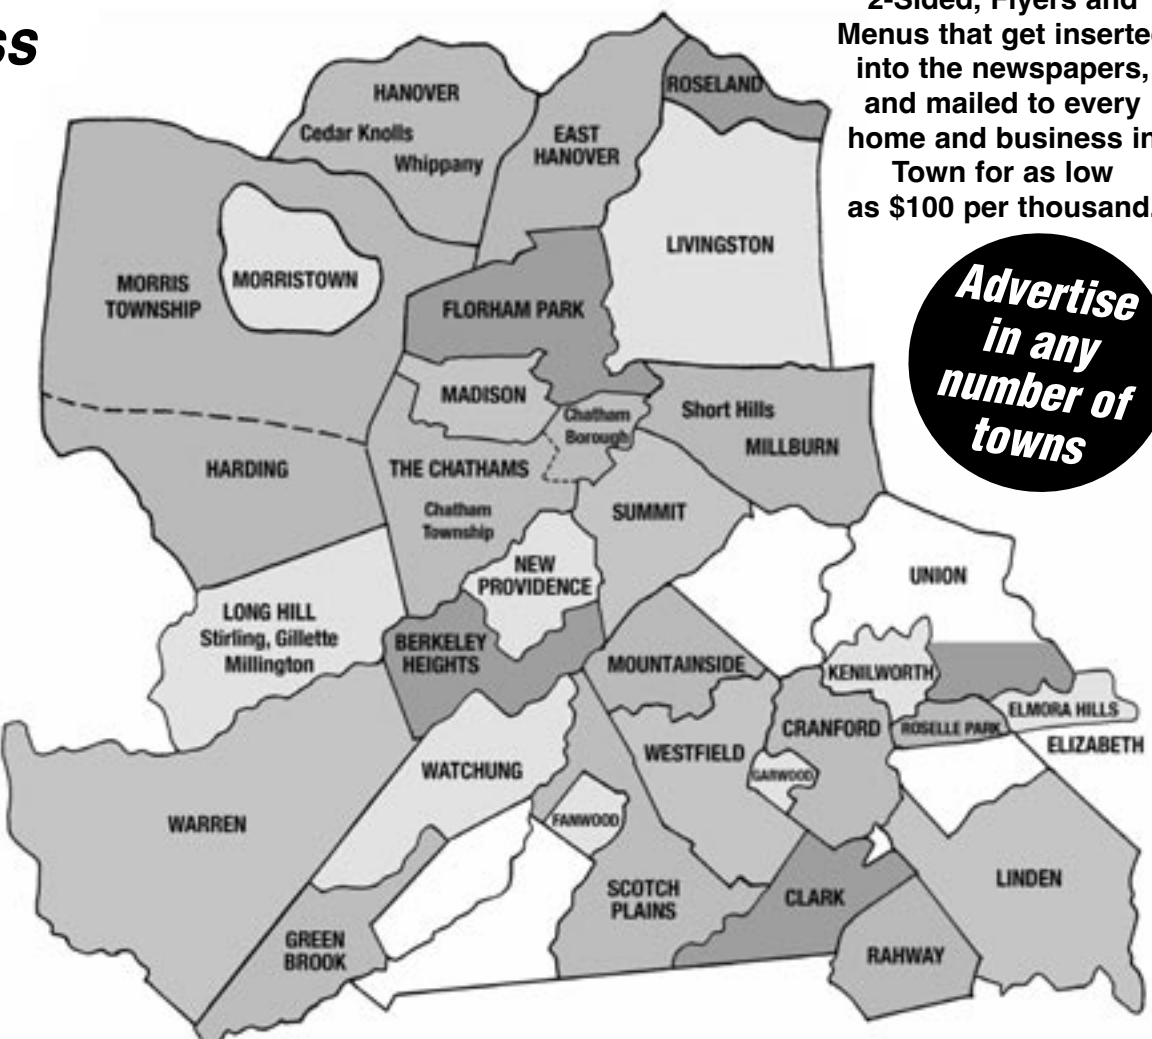 2-Sided, Flyers and
Menus that get inserted
into the newspapers,
and mailed to every
home and business in
Town for as low
as $100 per thousand.
Advertise
in any
number of
towns
HANOVER
Cedar Knolls
Whippany
EAST
HANOVER
ROSELAND
LIVINGSTON
MORRIS
TOWNSHIP
MORRISTOWN
FLORHAM PARK
MADISON
Chatham
Borough
Short Hills
MILLBURN
HARDING
THE CHATHAMS
Chatham
Township
SUMMIT
NEW
PROVIDENCE
UNION
LONG HILL
Stirling, Gillette
Millington
BERKELEY
HEIGHTS
MOUNTAINSIDE
KENILWORTH
ELMORA HILLS
ROSELLE PARK
CRANFORD
ELIZABETH
WESTFIELD
WATCHUNG
GARWOOD
WARREN
FANWOOD
SCOTCH
PLAINS
CLARK
LINDEN
GREEN
BROOK
RAHWAY